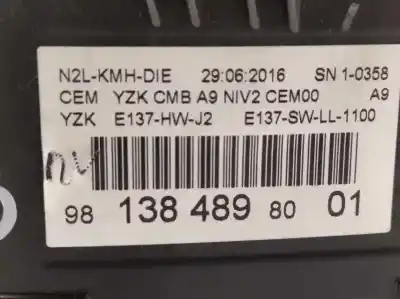 N2L-KMH-DIE 29:06:2016 SN 1-0358
CEM YZK CMB A9 NIV2 CEM00 A9
YZK E137-HW-J2 E137-SW-LL-1100
98 138 489 80 01